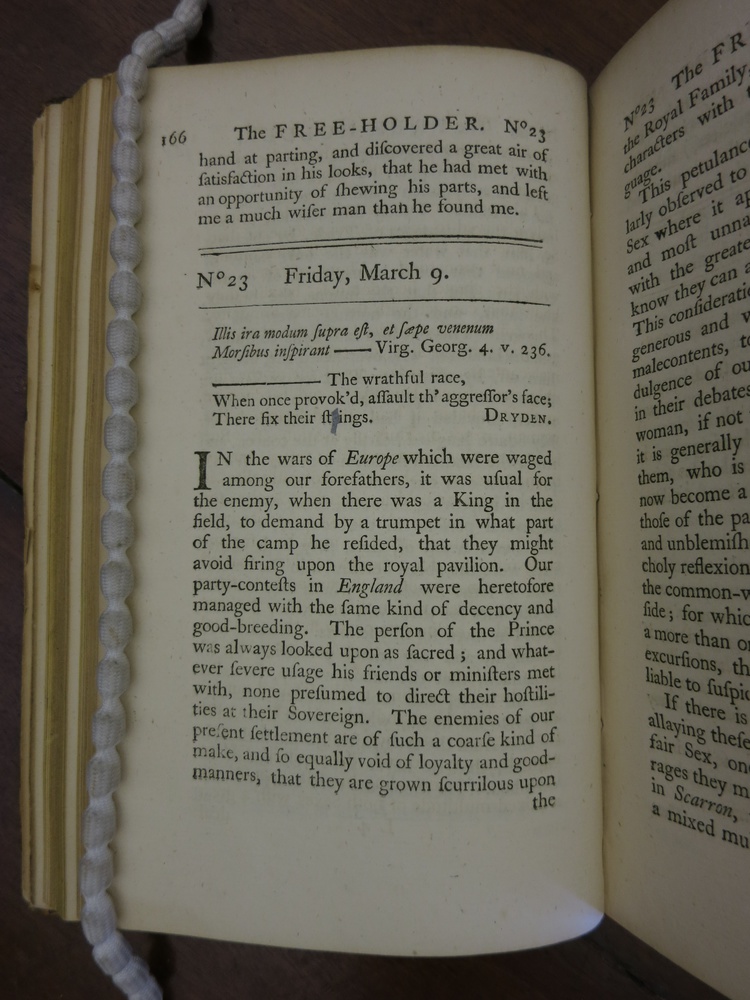 166 The FREE-HOLDER. Nº23
hand at parting, and diſcovered a great air of
ſatisfaction in his looks, that he had met with
an opportunity of ſhewing his parts, and left
me a much wiſer man than he found me.
Nº23 Friday, March 9.
Illis ira modum ſupra eſt, et ſæpe venenum
Morſibus inſpirant —— Virg. Georg. 4. v. 236.
———— The wrathful race,
When once provok'd, aſſault th' aggreſſor's face;
There fix their ſtings. DRYDEN.
IN the wars of Europe which were waged
among our forefathers, it was uſual for
the enemy, when there was a King in the
field, to demand by a trumpet in what part
of the camp he reſided, that they might
avoid firing upon the royal pavilion. Our
party-conteſts in England were heretofore
managed with the ſame kind of decency and
good-breeding. The perſon of the Prince
was always looked upon as ſacred; and what-
ever ſevere uſage his friends or miniſters met
with, none preſumed to direct their hoſtili-
ties at their Sovereign. The enemies of our
preſent ſettlement are of ſuch a coarſe kind of
make, and ſo equally void of loyalty and good-
manners, that they are grown ſcurrilous upon
the
Nº23 The FR
the Royal Family,
characters with
guage.
This petulanc
larly obſerved to
Sex where it ap
and moſt unna
with the greate
know they can
This conſiderati
generous and
malecontents, to
dulgence of ou
in their debates
woman, if not
it is generally
them, who is
now become a
thoſe of the pa
and unblemiſh
choly reflexion
the common-w
ſide; for whic
a more than or
excurſions, th
liable to ſuſpic
If there is
allaying theſe
fair Sex, one
rages they m
in Scarron,
a mixed mu